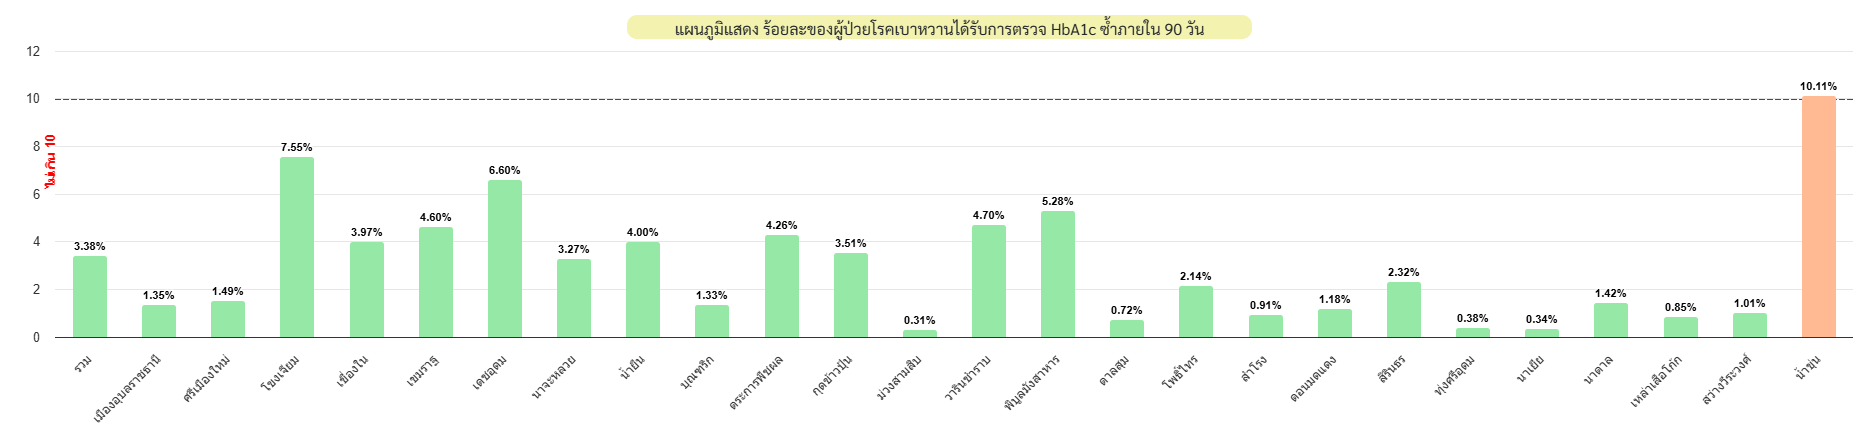 แผนภูมิแสดง ร้อยละของผู้ป่วยโรคเบาหวานได้รับการตรวจ HbA1c ซ้ำภายใน 90 วัน
12
10
8
6
4
2
0
ไม่เกิน 10
3.38%
1.35%
1.49%
7.55%
3.97%
4.60%
6.60%
3.27%
4.00%
1.33%
4.26%
3.51%
0.31%
4.70%
5.28%
0.72%
2.14%
0.91%
1.18%
2.32%
0.38%
0.34%
1.42%
0.85%
1.01%
10.11%
รวม
เมืองอุบลราชธานี
ศรีเมืองใหม่
โขงเจียม
เขื่องใน
เขมราฐ
เดชอุดม
นาจะหลวย
น้ำยืน
บุณฑริก
ตระการพืชผล
กุดข้าวปุ้น
ม่วงสามสิบ
วารินชำราบ
พิบูลมังสาหาร
ตาลสุม
โพธิ์ไทร
สำโรง
ดอนมดแดง
สิรินธร
ทุ่งศรีอุดม
นาเยีย
นาตาล
เหล่าเสือโก้ก
สว่างวีระวงศ์
น้ำขุ่น